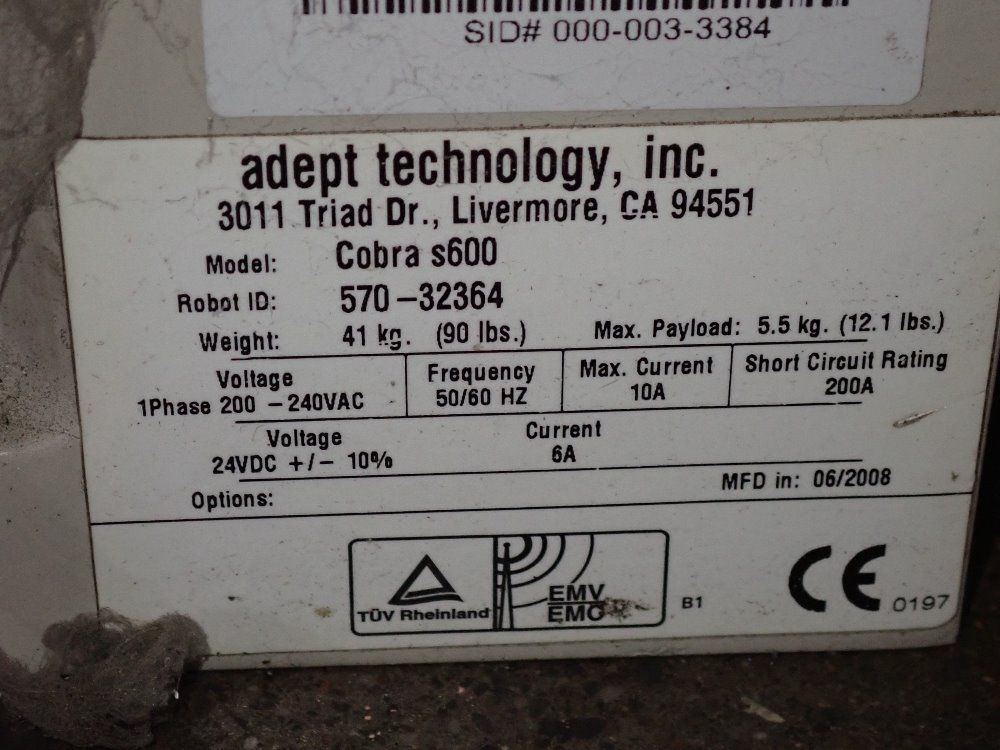 SID# 000-003-3384
adept technology, inc.
3011 Triad Dr., Livermore, CA 94551
Model: Cobra s600
Robot ID: 570-32364
Weight: 41 kg. (90 lbs.) Max. Payload: 5.5 kg. (12.1 lbs.)
Voltage Frequency Max. Current Short Circuit Rating
1Phase 200 -240VAC 50/60 HZ 10A 200A
Voltage Current
24VDC +/- 10% 6A
Options: MFD in: 06/2008
TÜV Rheinland EMV
EMC B1 CE 0197